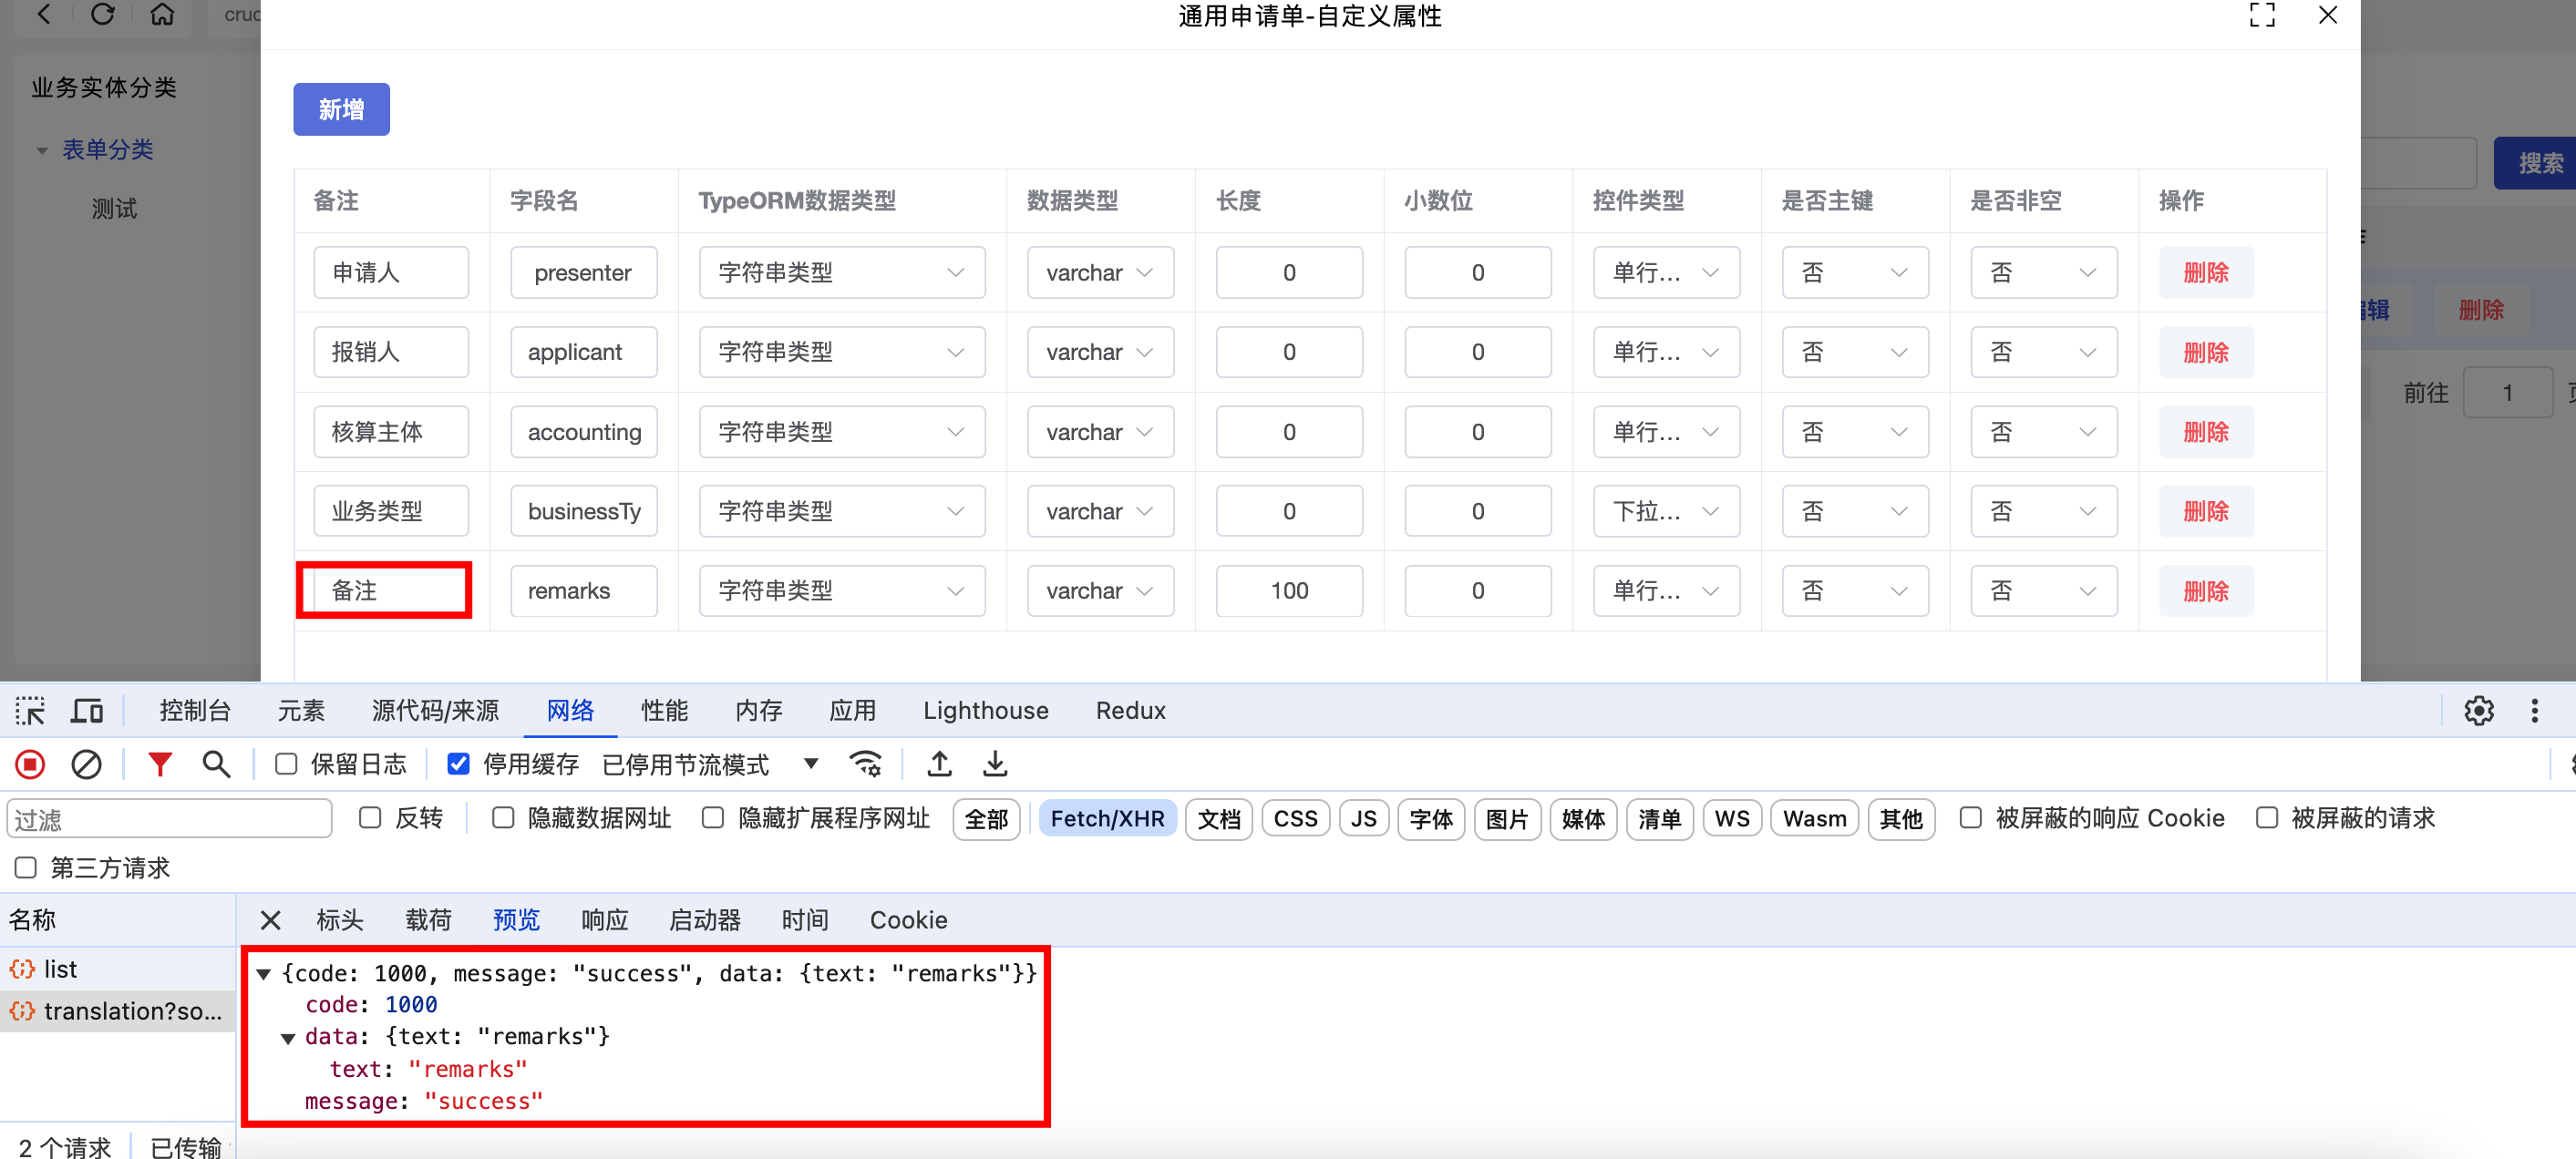 cruc
通用申请单-自定义属性
业务实体分类
表单分类
测试
新增
搜索
备注 字段名 TypeORM数据类型 数据类型 长度 小数位 控件类型 是否主键 是否非空 操作
申请人 presenter 字符串类型 varchar 0 0 单行... 否 否 删除
编辑 删除
报销人 applicant 字符串类型 varchar 0 0 单行... 否 否 删除
前往 1
核算主体 accounting 字符串类型 varchar 0 0 单行... 否 否 删除
业务类型 businessTy 字符串类型 varchar 0 0 下拉... 否 否 删除
备注 remarks 字符串类型 varchar 100 0 单行... 否 否 删除
控制台 元素 源代码/来源 网络 性能 内存 应用 Lighthouse Redux
保留日志 停用缓存 已停用节流模式
过滤 反转 隐藏数据网址 隐藏扩展程序网址 全部 Fetch/XHR 文档 CSS JS 字体 图片 媒体 清单 WS Wasm 其他 被屏蔽的响应 Cookie 被屏蔽的请求
第三方请求
名称 标头 载荷 预览 响应 启动器 时间 Cookie
list
translation?so...
{code: 1000, message: "success", data: {text: "remarks"}}
code: 1000
data: {text: "remarks"}
text: "remarks"
message: "success"
2 个请求 已传输